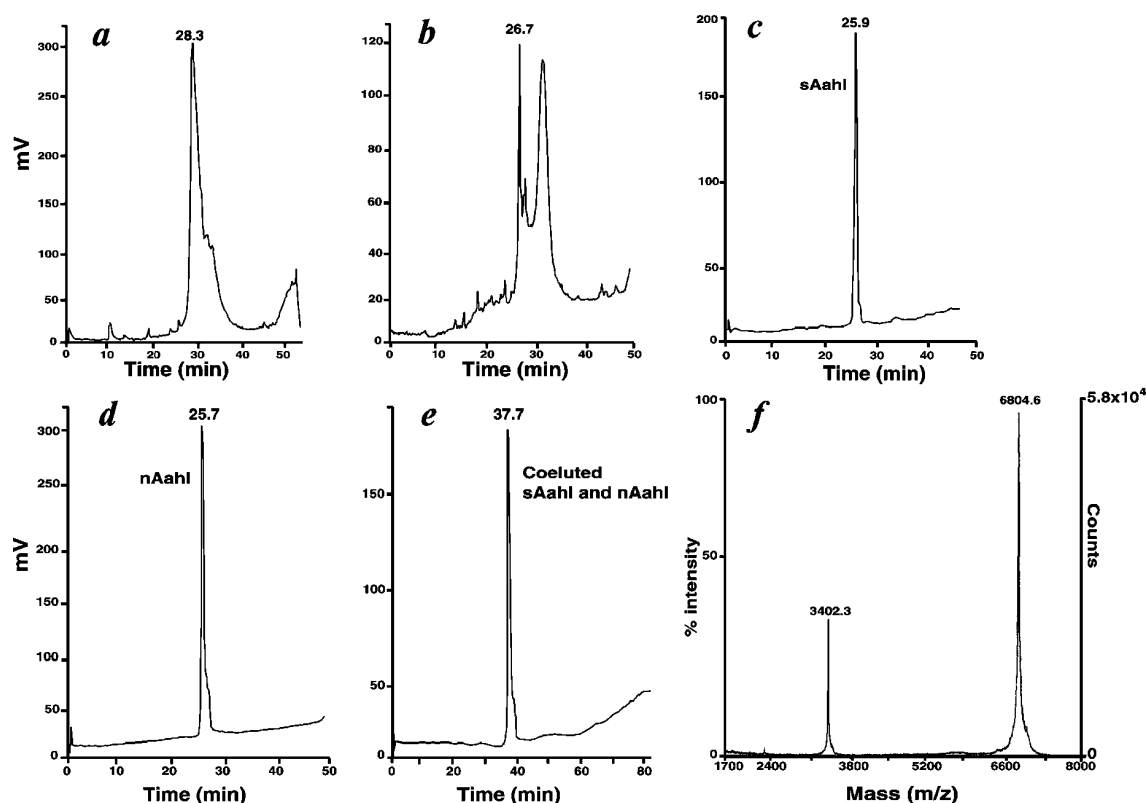 a
28.3
300
250
200
150
100
50
0
mV
0 10 20 30 40 50
Time (min)
b
26.7
120
100
80
60
40
20
0
0 10 20 30 40 50
Time (min)
c
25.9
sAahI
200
150
100
50
0
0 10 20 30 40 50
Time (min)
d
25.7
nAahI
300
250
200
150
100
50
0
mV
0 10 20 30 40 50
Time (min)
e
37.7
Coeluted
sAahI and nAahI
150
100
50
0
0 20 40 60 80
Time (min)
f
6804.6
3402.3
100
50
0
% intensity
5.8x10⁴
0
Counts
1700 2400 3800 5200 6600 8000
Mass (m/z)